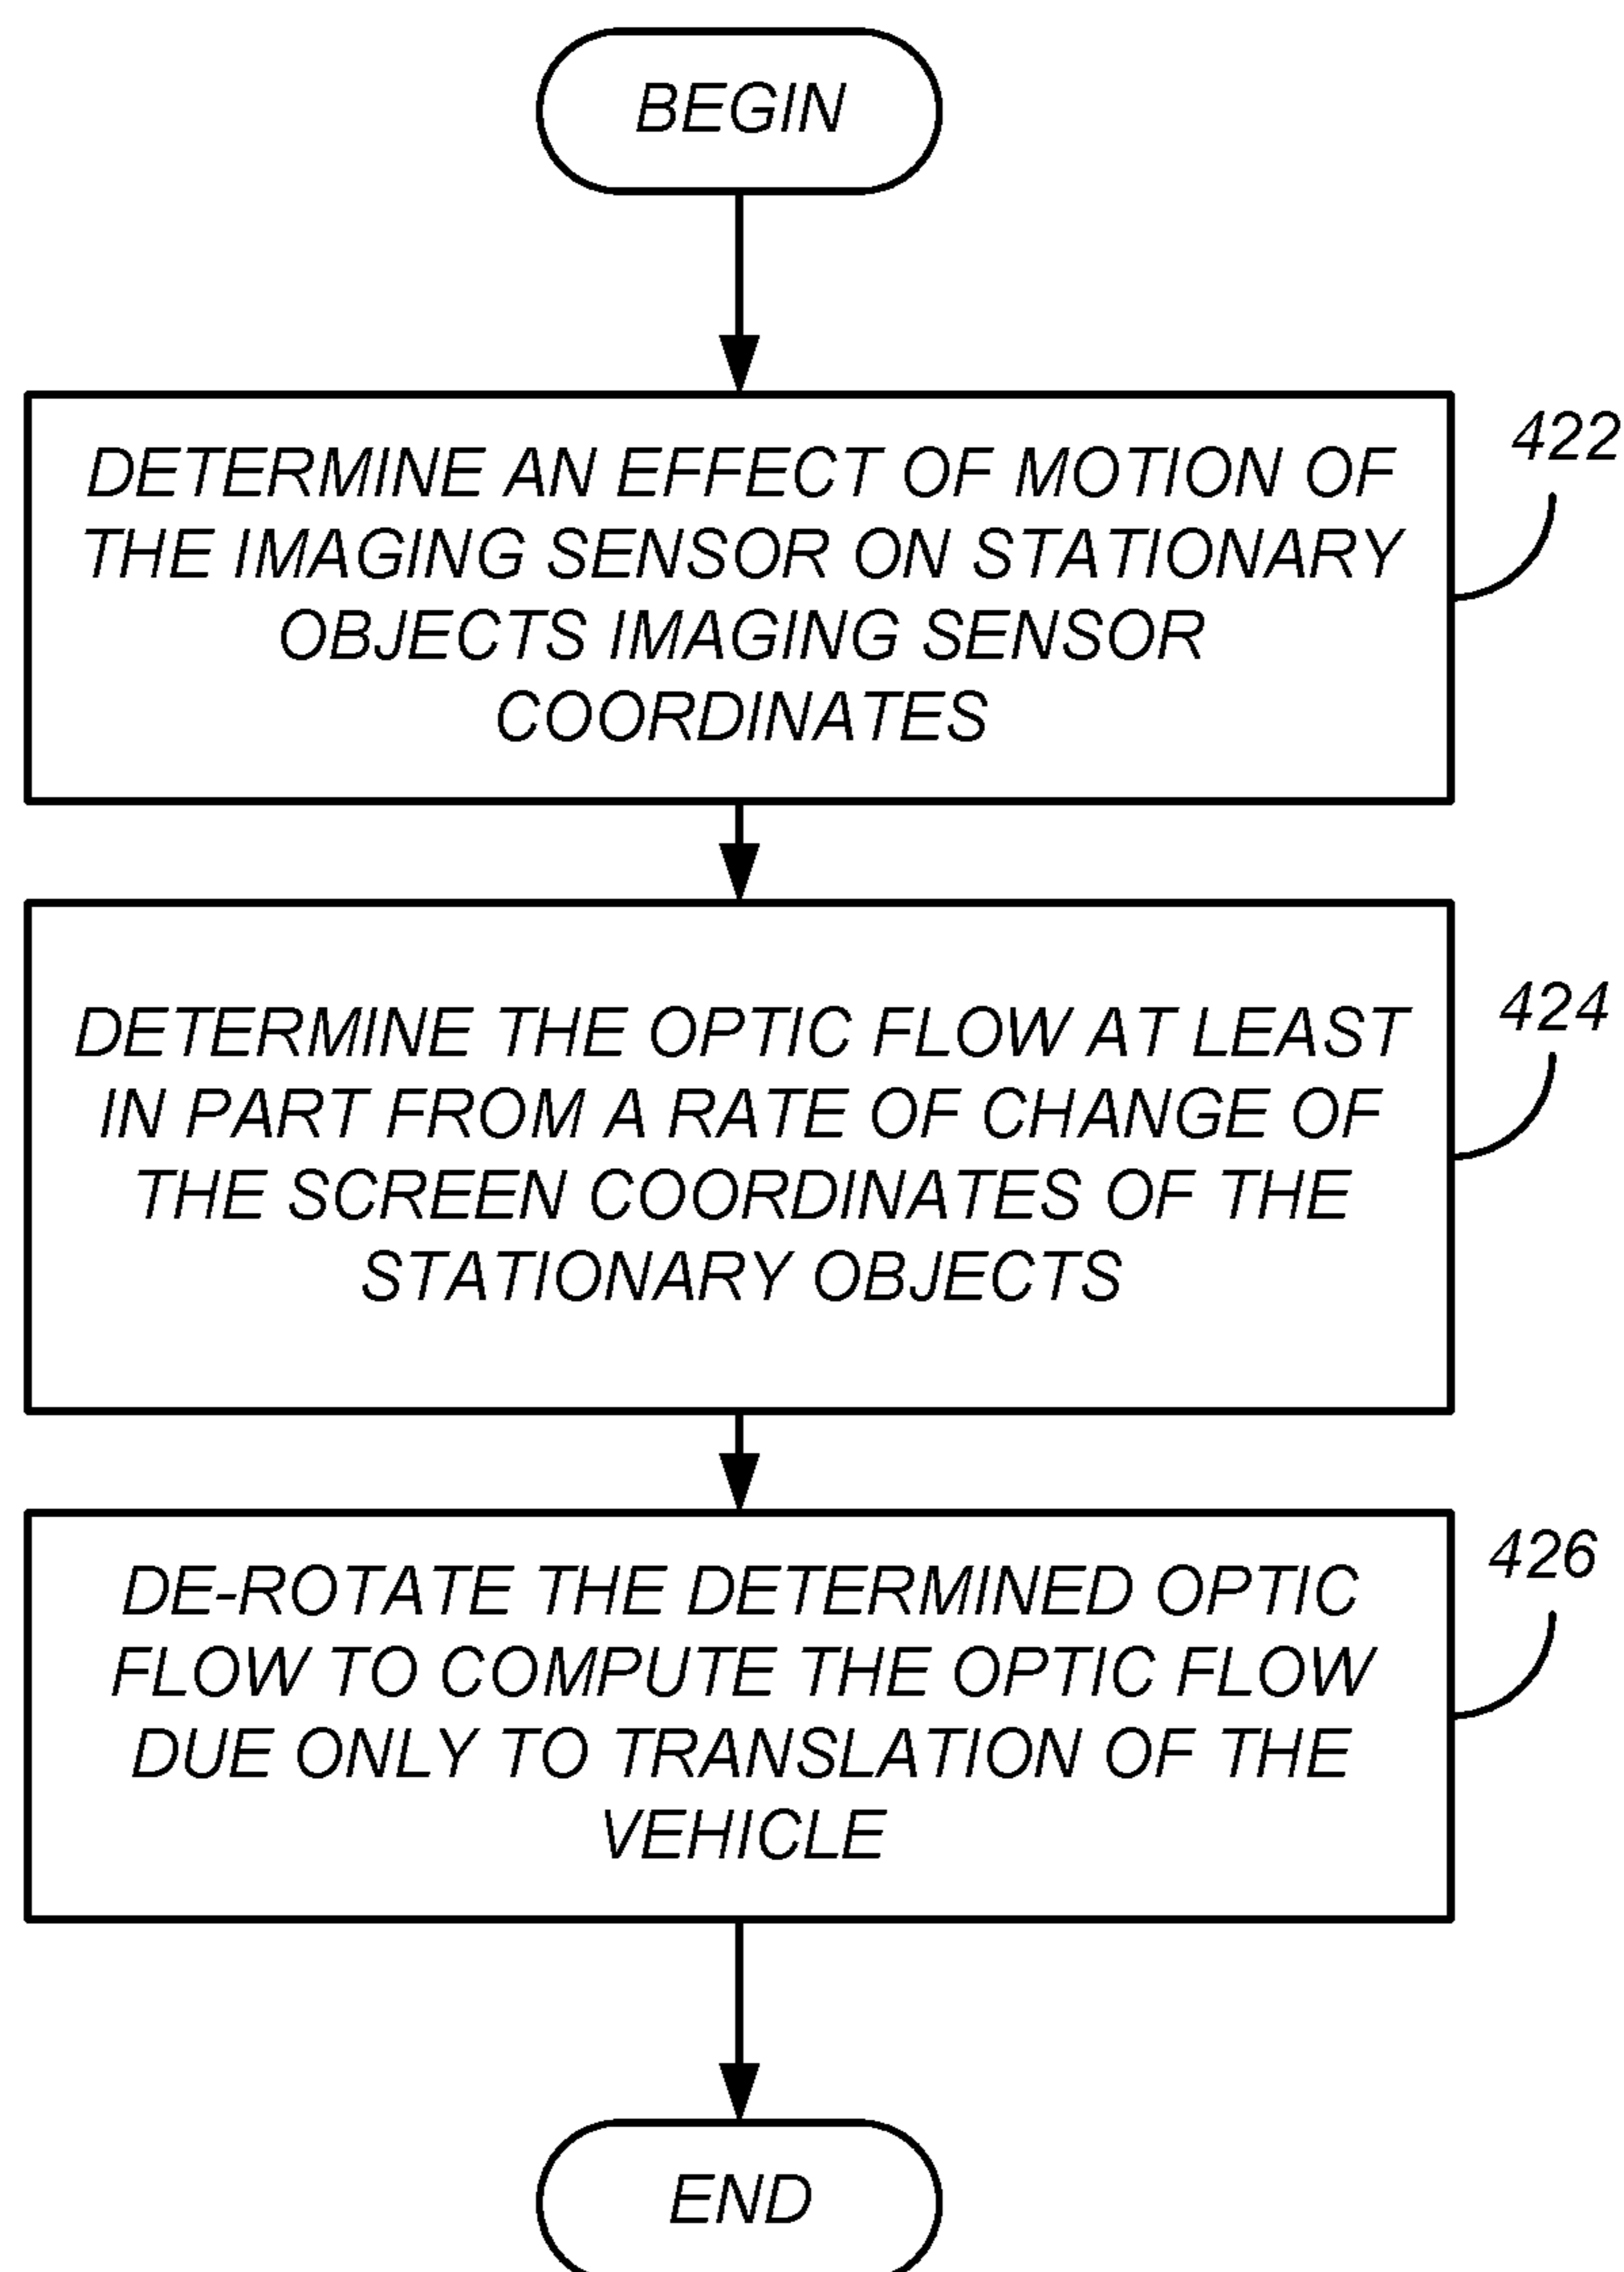 BEGIN
DETERMINE AN EFFECT OF MOTION OF
THE IMAGING SENSOR ON STATIONARY
OBJECTS IMAGING SENSOR
COORDINATES
422
DETERMINE THE OPTIC FLOW AT LEAST
IN PART FROM A RATE OF CHANGE OF
THE SCREEN COORDINATES OF THE
STATIONARY OBJECTS
424
DE-ROTATE THE DETERMINED OPTIC
FLOW TO COMPUTE THE OPTIC FLOW
DUE ONLY TO TRANSLATION OF THE
VEHICLE
426
END